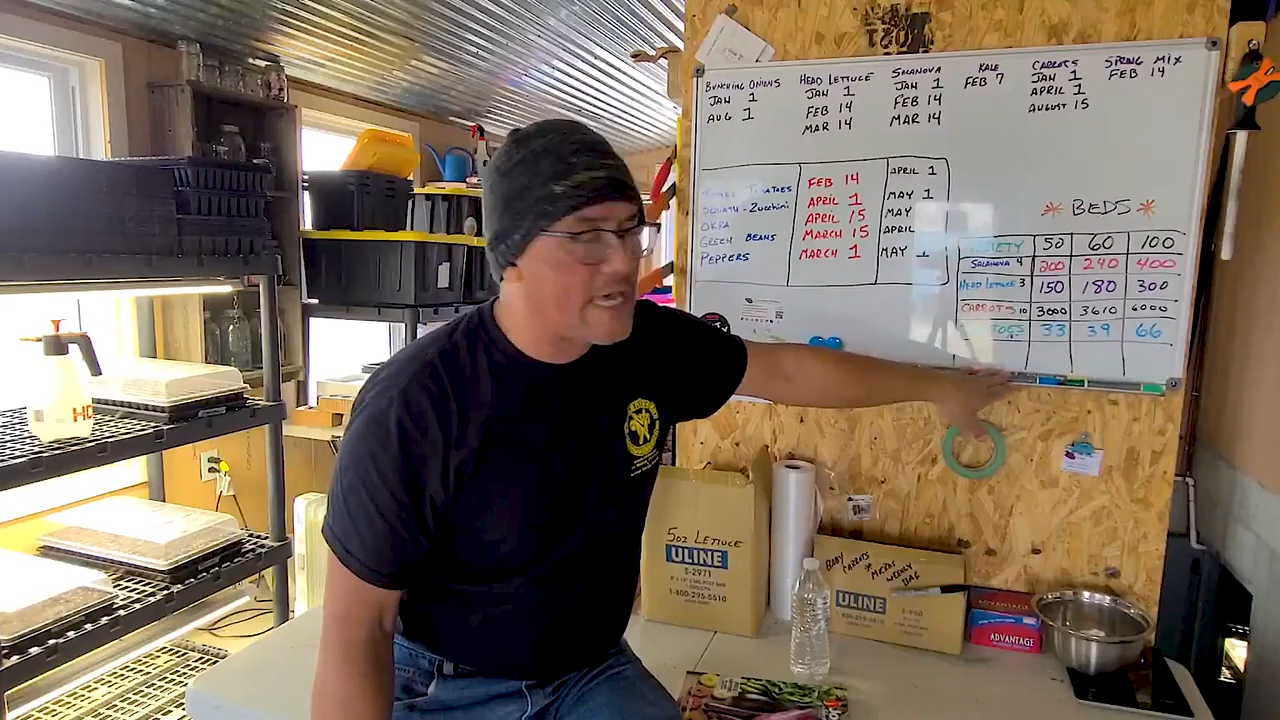 BUNCHING ONIONS
JAN 1
AUG 1
HEAD LETTUCE
JAN 1
FEB 14
MAR 14
SALANOVA
JAN 1
FEB 14
MAR 14
KALE
FEB 7
CARROTS
JAN 1
APRIL 1
AUGUST 15
SPRING MIX
FEB 14
TOMATOES FEB 14 APRIL 1
SQUASH - ZUCCHINI APRIL 1 MAY 1
OKRA APRIL 15 MAY
GREEN BEANS MARCH 15 APRIL
PEPPERS MARCH 1 MAY 1
BEDS
50 60 100
SALANOVA 4 200 240 400
HEAD LETTUCE 3 150 180 300
CARROTS 10 3000 3610 6000
TOES 33 39 66
5OZ LETTUCE
ULINE
S-2971
1-800-295-5510
BABY CARROTS
* MICRO
WEEKLY
BAG
ULINE
ADVANTAGE
ADVANTAGE